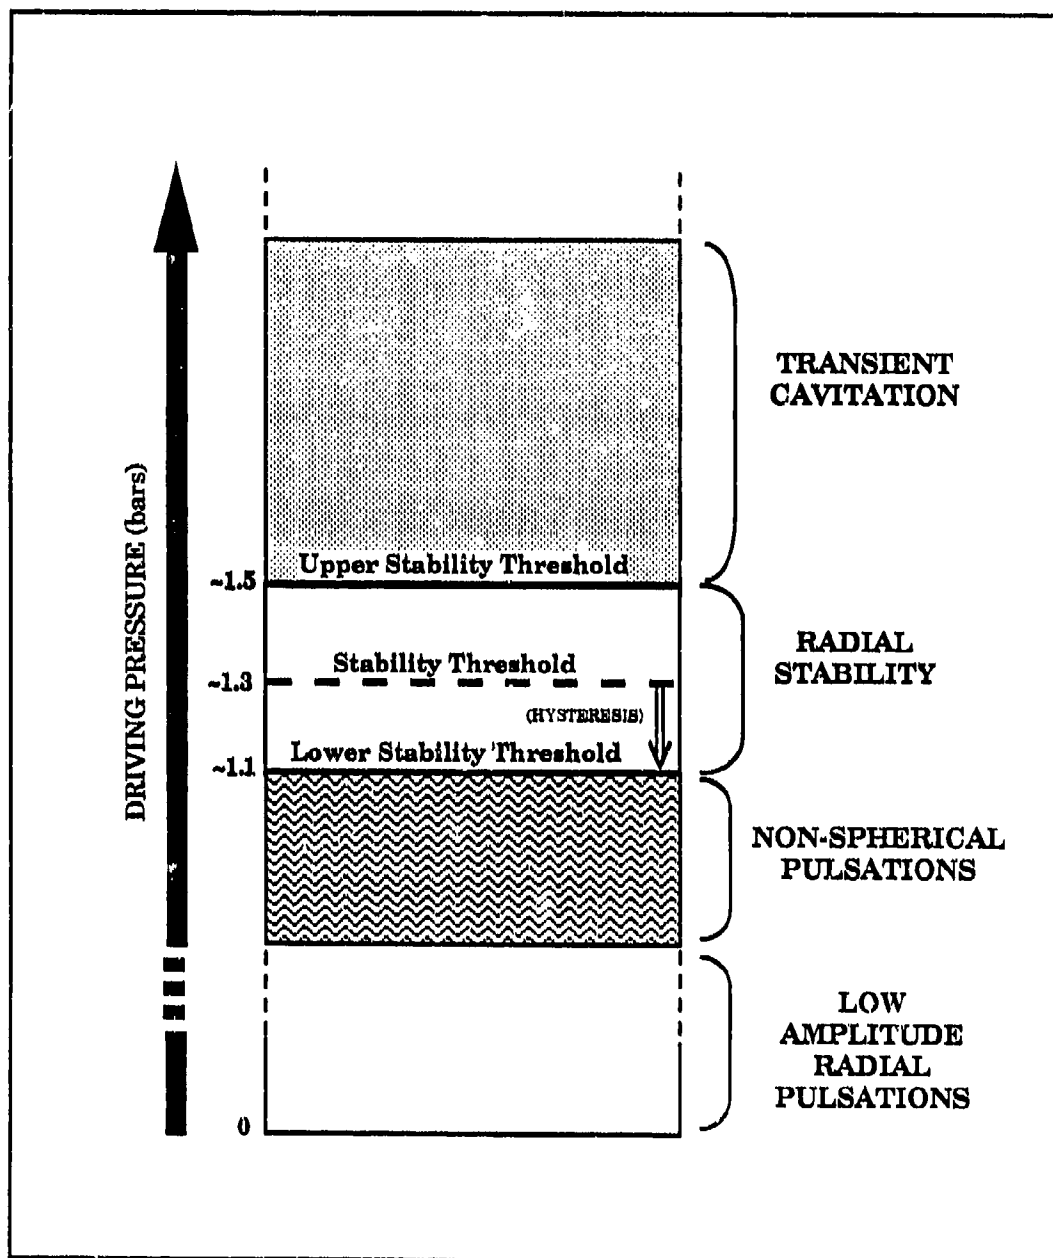 TRANSIENT
CAVITATION
DRIVING PRESSURE (bars)
Upper Stability Threshold
~1.5
RADIAL
STABILITY
Stability Threshold
~1.3
(HYSTERESIS)
Lower Stability Threshold
~1.1
NON-SPHERICAL
PULSATIONS
LOW
AMPLITUDE
RADIAL
PULSATIONS
0